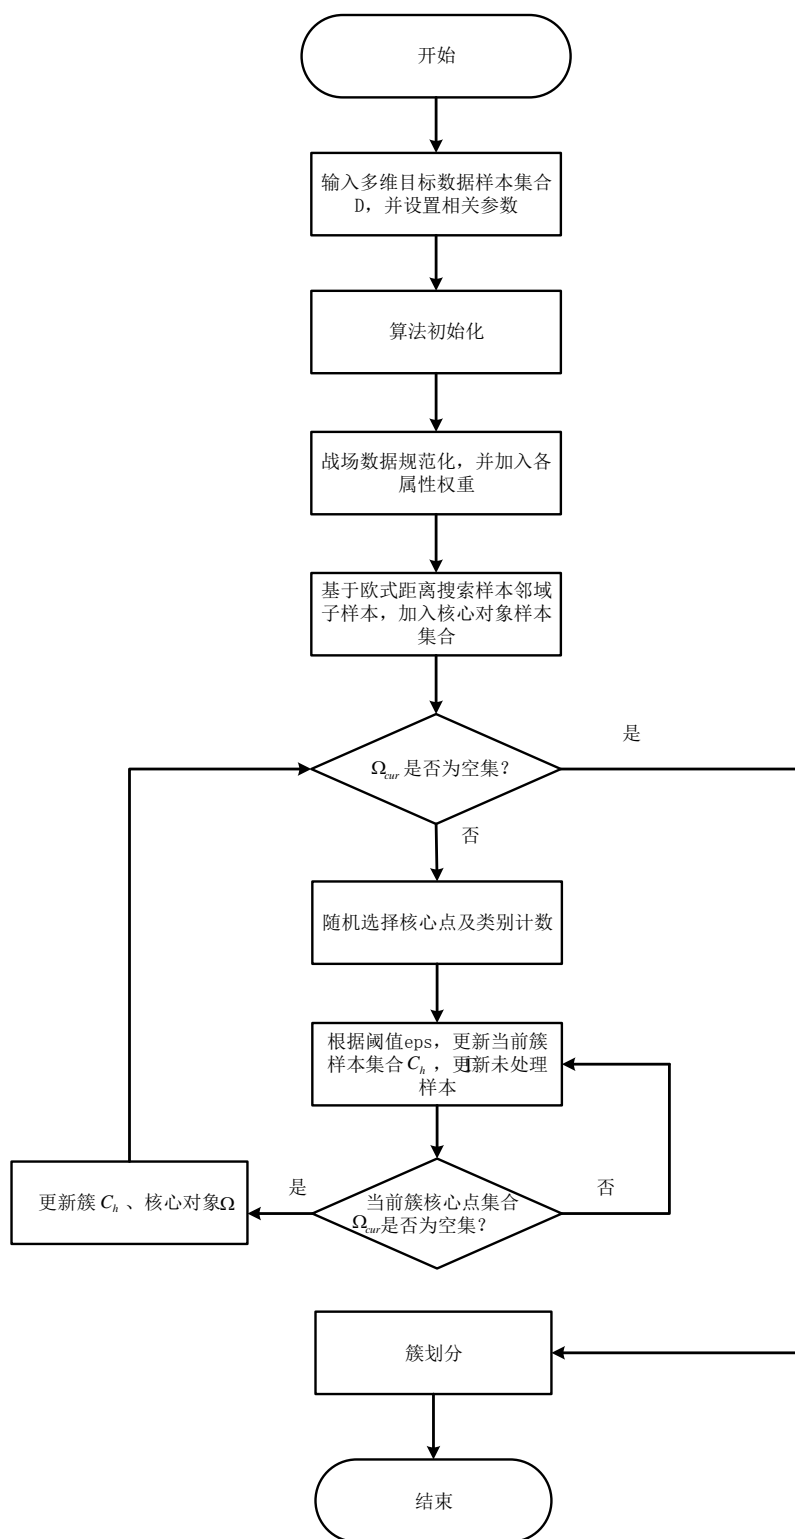 开始
输入多维目标数据样本集合
D，并设置相关参数
算法初始化
战场数据规范化，并加入各
属性权重
基于欧式距离搜索样本邻域
子样本，加入核心对象样本
集合
是
Ω_cur 是否为空集？
否
随机选择核心点及类别计数
根据阈值eps，更新当前簇
样本集合 C_h ，更新未处理
样本
是
否
更新簇 C_h 、核心对象Ω
当前簇核心点集合
Ω_cur 是否为空集？
簇划分
结束